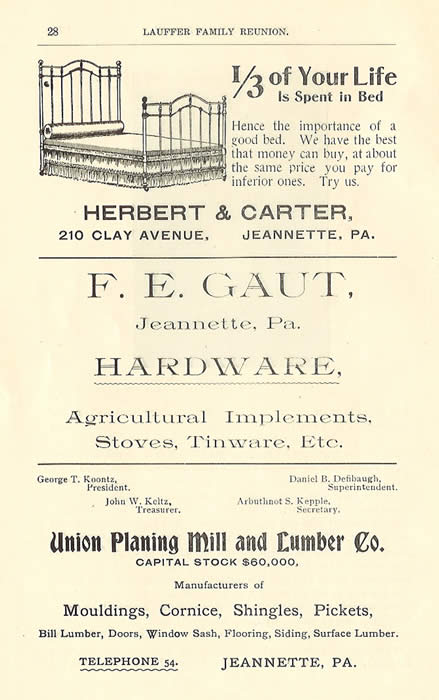 28 LAUFFER FAMILY REUNION.
1/3 of Your Life
Is Spent in Bed
Hence the importance of a
good bed. We have the best
that money can buy, at about
the same price you pay for
inferior ones. Try us.
HERBERT & CARTER,
210 CLAY AVENUE, JEANNETTE, PA.
F. E. GAUT,
Jeannette, Pa.
HARDWARE,
Agricultural Implements,
Stoves, Tinware, Etc.
George T. Koontz, Daniel B. Defibaugh,
President. Superintendent.
John W. Keltz, Arbuthnot S. Kepple,
Treasurer. Secretary.
Union Planing Mill and Lumber Co.
CAPITAL STOCK $60,000,
Manufacturers of
Mouldings, Cornice, Shingles, Pickets,
Bill Lumber, Doors, Window Sash, Flooring, Siding, Surface Lumber.
TELEPHONE 54. JEANNETTE, PA.